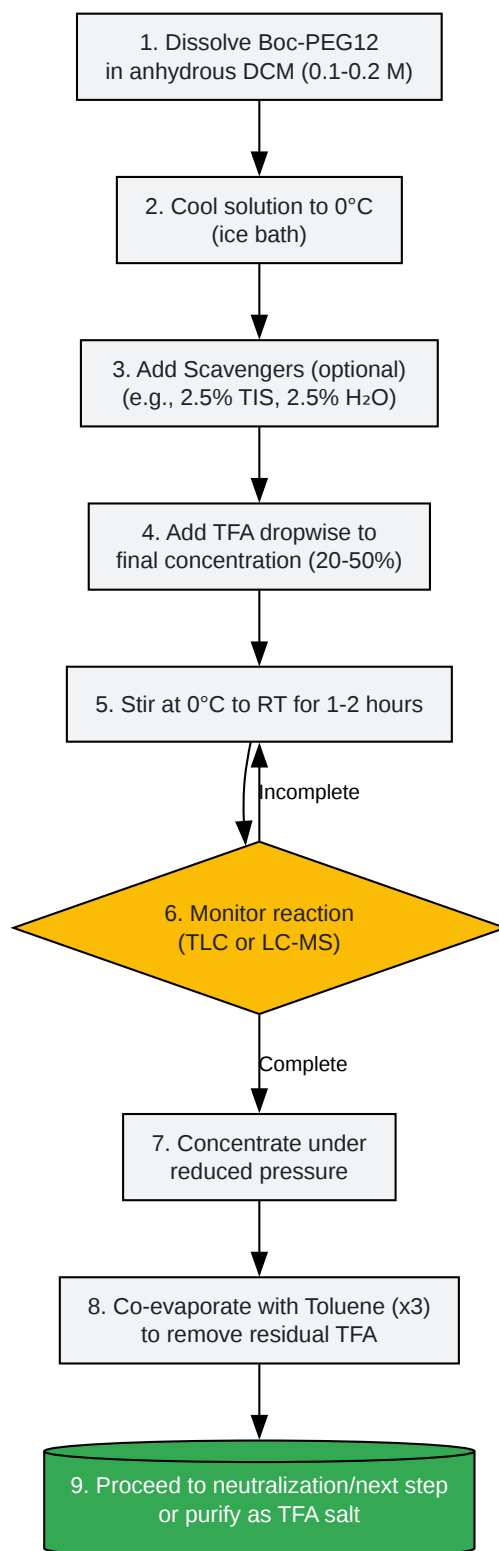 1. Dissolve Boc-PEG12
in anhydrous DCM (0.1-0.2 M)
2. Cool solution to 0°C
(ice bath)
3. Add Scavengers (optional)
(e.g., 2.5% TIS, 2.5% H₂O)
4. Add TFA dropwise to
final concentration (20-50%)
5. Stir at 0°C to RT for 1-2 hours
Incomplete
6. Monitor reaction
(TLC or LC-MS)
Complete
7. Concentrate under
reduced pressure
8. Co-evaporate with Toluene (x3)
to remove residual TFA
9. Proceed to neutralization/next step
or purify as TFA salt